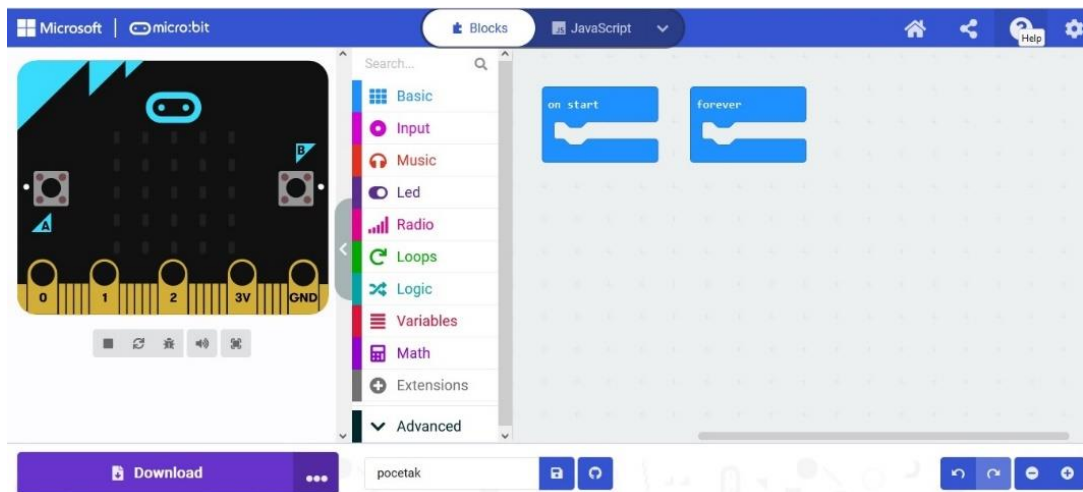 Microsoft micro:bit Blocks JavaScript Help
Search...
Basic
Input
Music
Led
Radio
Loops
Logic
Variables
Math
Extensions
Advanced
on start forever
B
A
0 1 2 3V GND
Download ... pocetak